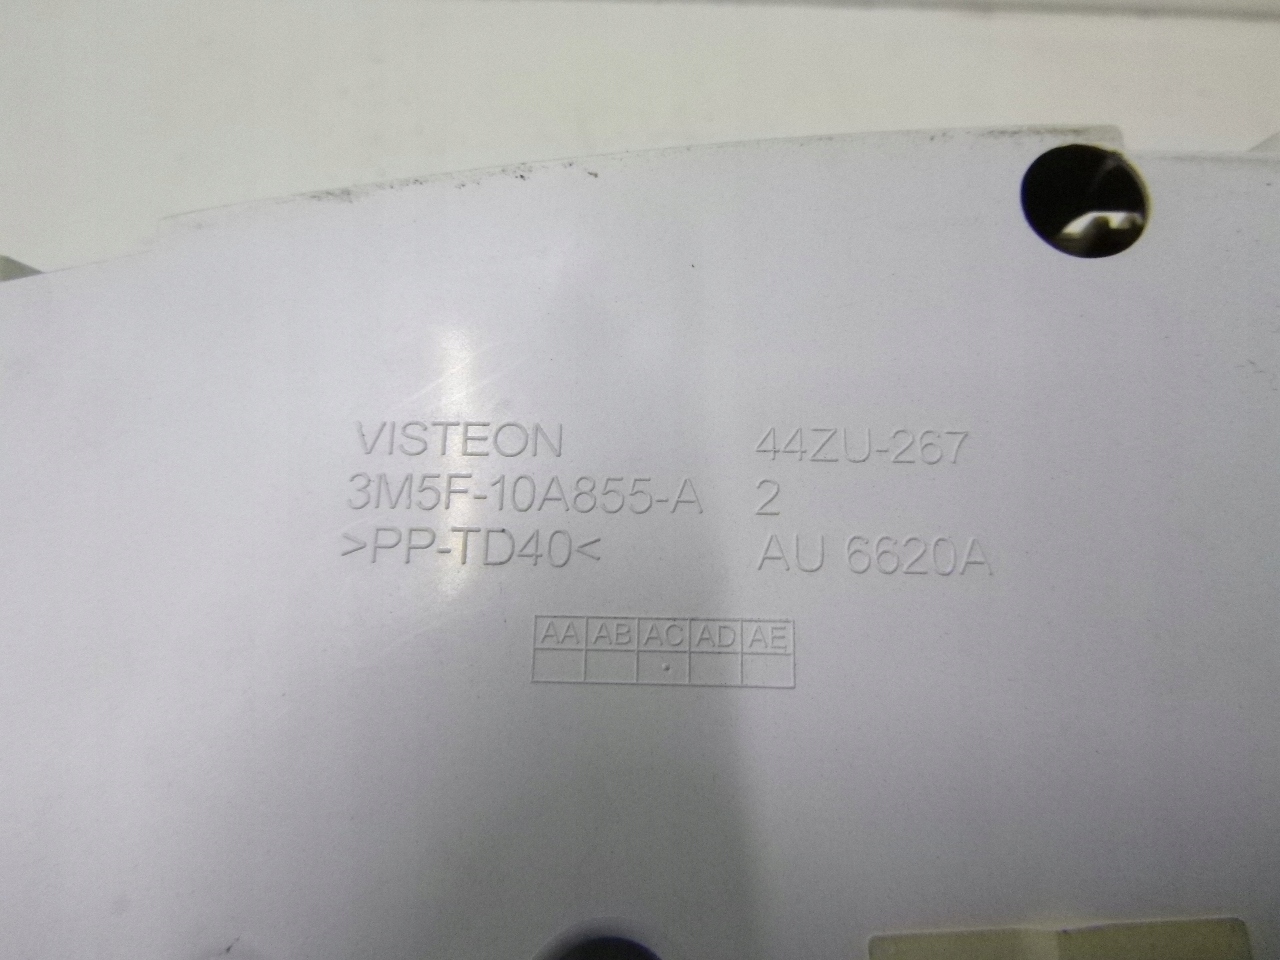 VISTEON
3M5F-10A855-A
>PP-TD40<
44ZU-267
2
AU 6620A
AA AB AC AD AE